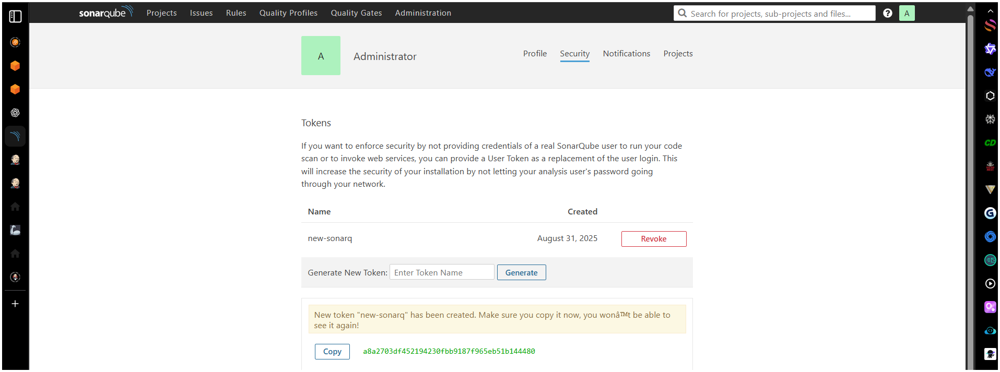 sonarqube Projects Issues Rules Quality Profiles Quality Gates Administration Search for projects, sub-projects and files... ? A
A Administrator Profile Security Notifications Projects
Tokens
If you want to enforce security by not providing credentials of a real SonarQube user to run your code
scan or to invoke web services, you can provide a User Token as a replacement of the user login. This
will increase the security of your installation by not letting your analysis user's password going
through your network.
Name Created
new-sonarq August 31, 2025 Revoke
Generate New Token: Enter Token Name Generate
New token "new-sonarq" has been created. Make sure you copy it now, you wonâ™t be able to
see it again!
Copy a8a2703df452194230fbb9187f965eb51b144480
CD